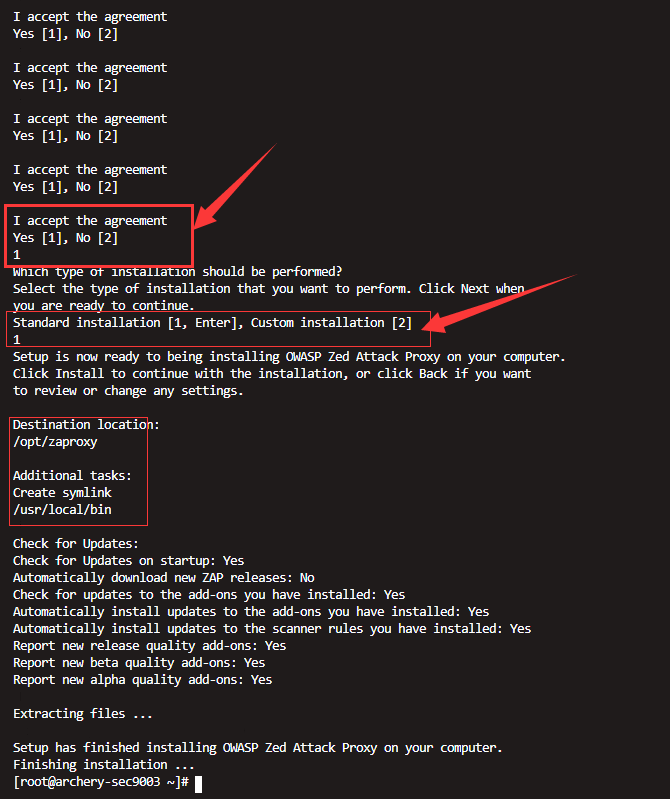 I accept the agreement
Yes [1], No [2]
I accept the agreement
Yes [1], No [2]
I accept the agreement
Yes [1], No [2]
I accept the agreement
Yes [1], No [2]
I accept the agreement
Yes [1], No [2]
1
Which type of installation should be performed?
Select the type of installation that you want to perform. Click Next when
you are ready to continue.
Standard installation [1, Enter], Custom installation [2]
1
Setup is now ready to being installing OWASP Zed Attack Proxy on your computer.
Click Install to continue with the installation, or click Back if you want
to review or change any settings.
Destination location:
/opt/zaproxy
Additional tasks:
Create symlink
/usr/local/bin
Check for Updates:
Check for Updates on startup: Yes
Automatically download new ZAP releases: No
Check for updates to the add-ons you have installed: Yes
Automatically install updates to the add-ons you have installed: Yes
Automatically install updates to the scanner rules you have installed: Yes
Report new release quality add-ons: Yes
Report new beta quality add-ons: Yes
Report new alpha quality add-ons: Yes
Extracting files ...
Setup has finished installing OWASP Zed Attack Proxy on your computer.
Finishing installation ...
[root@archery-sec9003 ~]#